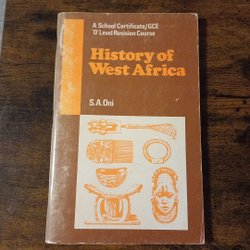 A School Certificate/GCE
'O' Level Revision Course
History of
West Africa
S.A.Oni